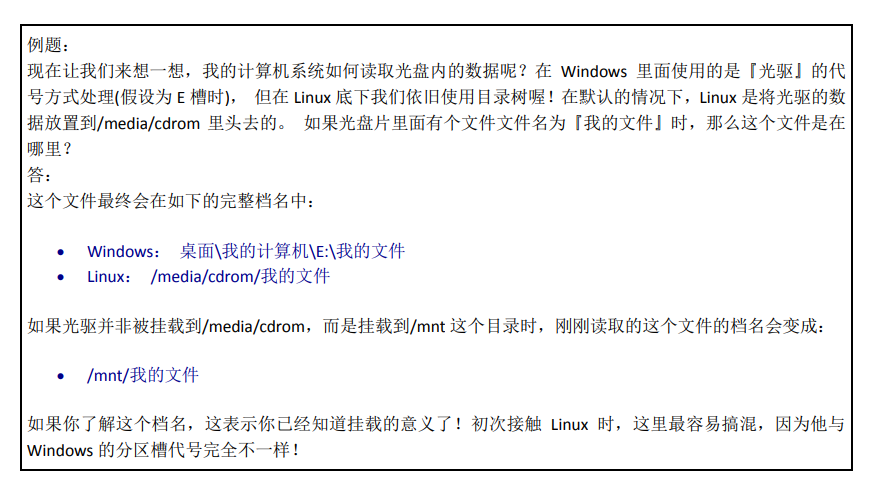 例题：
现在让我们来想一想，我的计算机系统如何读取光盘内的数据呢？在 Windows 里面使用的是『光驱』的代
号方式处理(假设为 E 槽时)， 但在 Linux 底下我们依旧使用目录树喔！在默认的情况下，Linux 是将光驱的数
据放置到/media/cdrom 里头去的。 如果光盘片里面有个文件文件名为『我的文件』时，那么这个文件是在
哪里？
答：
这个文件最终会在如下的完整档名中：
• Windows： 桌面\我的计算机\E:\我的文件
• Linux： /media/cdrom/我的文件
如果光驱并非被挂载到/media/cdrom，而是挂载到/mnt 这个目录时，刚刚读取的这个文件的档名会变成：
• /mnt/我的文件
如果你了解这个档名，这表示你已经知道挂载的意义了！初次接触 Linux 时，这里最容易搞混，因为他与
Windows 的分区槽代号完全不一样！